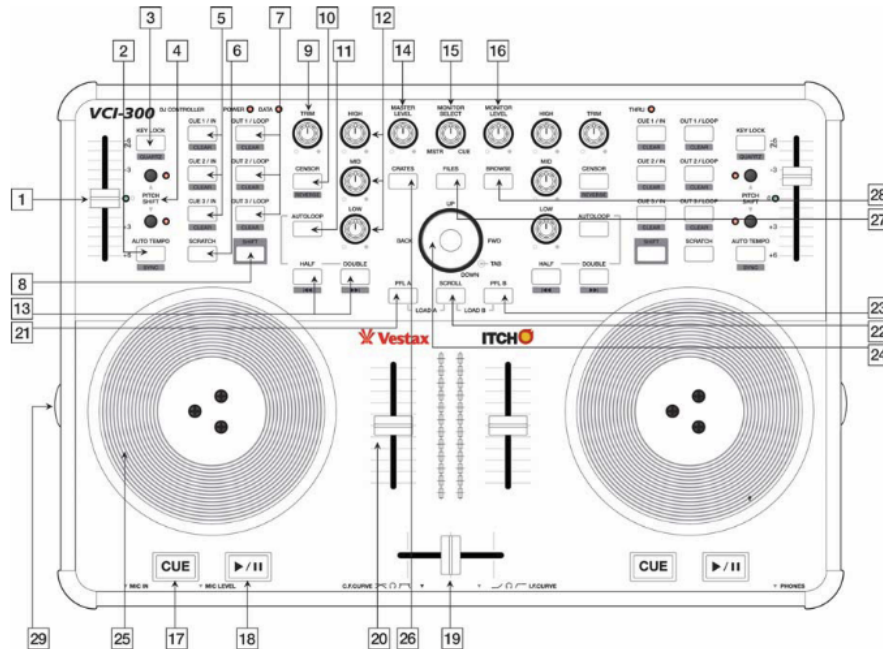 3 5 7 10 12 14 15 16
2 4 6 9 11
VCI-300 DJ CONTROLLER POWER DATA TRIM HIGH MASTER LEVEL MONITOR SELECT MONITOR LEVEL HIGH TRIM THRU
CUE 1 / IN OUT 1 / LOOP CUE 1 / IN OUT 1 / LOOP
KEY LOCK CLEAR CLEAR MSTR CUE CLEAR CLEAR KEY LOCK
QUARTZ QUARTZ
CUE 2 / IN OUT 2 / LOOP CENSOR MID CRATES FILES BROWSE MID CENSOR CUE 2 / IN OUT 2 / LOOP
-3 -3
CLEAR CLEAR REVERSE REVERSE CLEAR CLEAR
1 PITCH SHIFT 0 PITCH SHIFT 28
CUE 3 / IN OUT 3 / LOOP LOW UP LOW CUE 3 / IN OUT 3 / LOOP
CLEAR CLEAR AUTOLOOP AUTOLOOP CLEAR CLEAR
+3 +3 27
AUTO TEMPO SCRATCH SHIFT BACK FWD SHIFT SCRATCH AUTO TEMPO
+6 TAB +6
SYNC SYNC
8 HALF DOUBLE DOWN HALF DOUBLE
13 PFL A SCROLL PFL B
21 LOAD A LOAD B 23
22
Vestax ITCH
24
CUE CUE
MIC IN MIC LEVEL C.F.CURVE I.F.CURVE PHONES
29 25 17 18 20 26 19